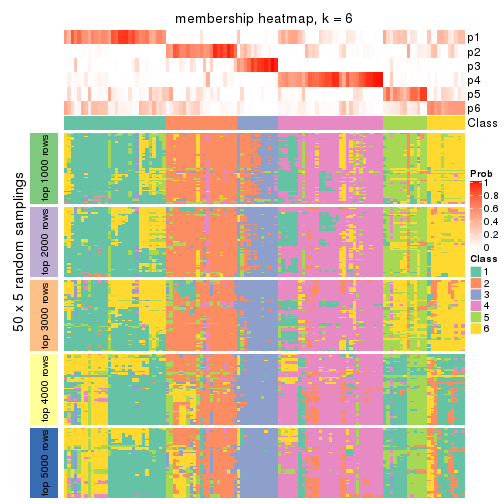 membership heatmap, k = 6
p1
p2
p3
p4
p5
p6
Class
50 x 5 random samplings
top 1000 rows
top 2000 rows
top 3000 rows
top 4000 rows
top 5000 rows
Prob
1
0.8
0.6
0.4
0.2
0
Class
1
2
3
4
5
6